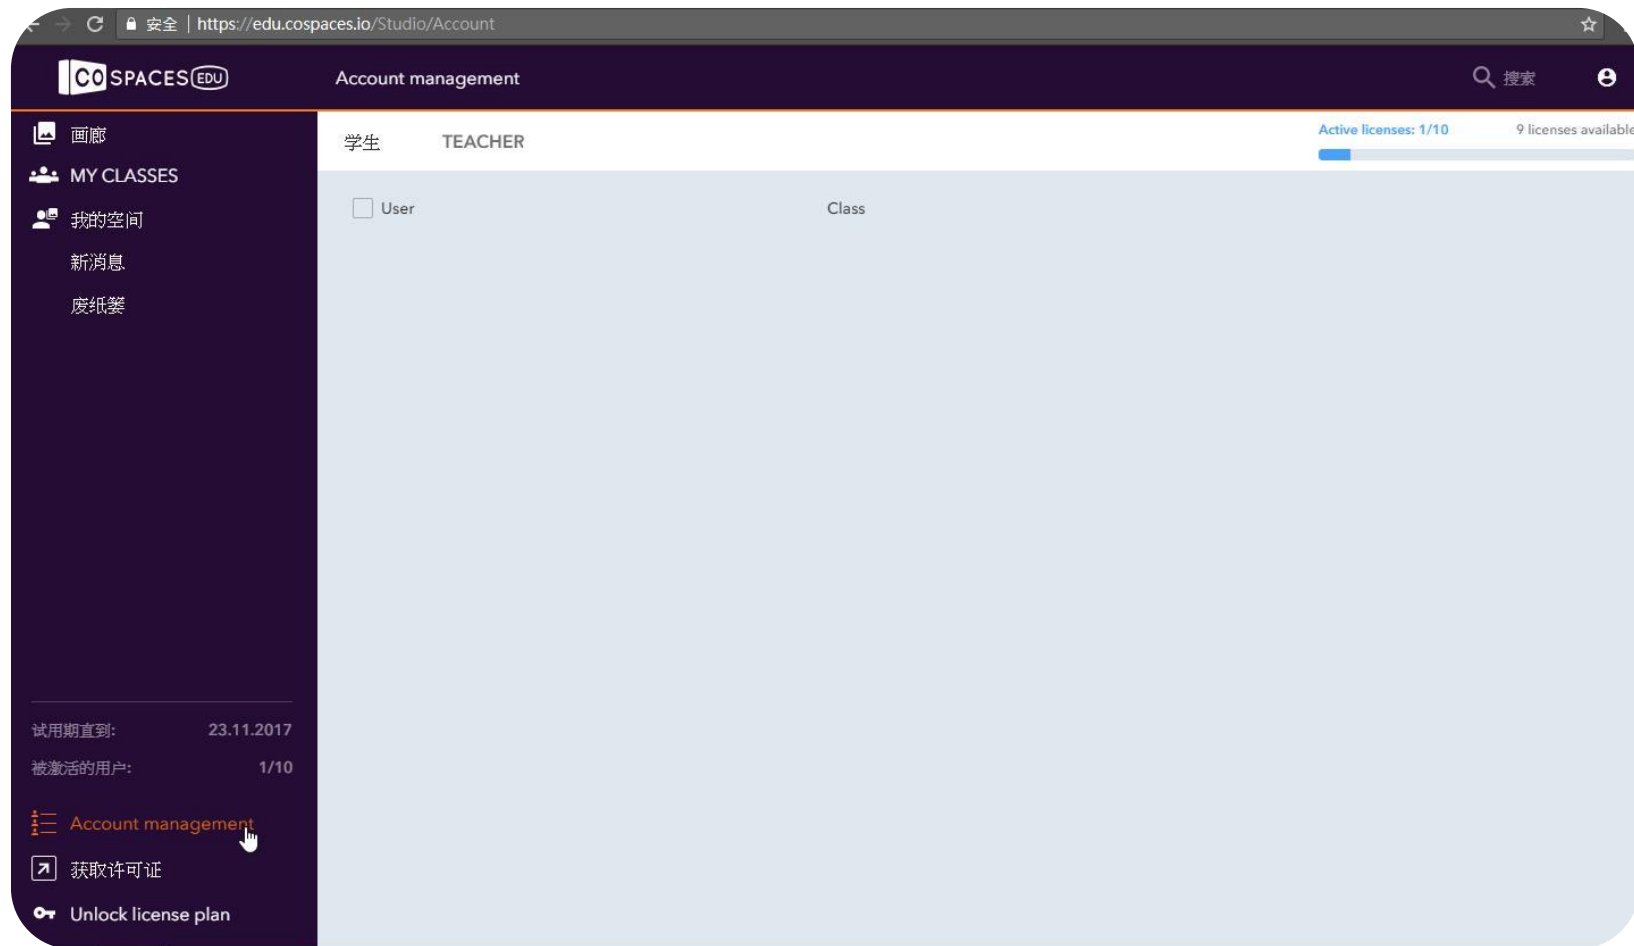 安全 | https://edu.cospaces.io/Studio/Account
CO SPACES EDU
Account management
搜索
画廊
MY CLASSES
我的空间
新消息
废纸篓
学生
TEACHER
Active licenses: 1/10
9 licenses available
User
Class
试用期直到: 23.11.2017
被激活的用户: 1/10
Account management
获取许可证
Unlock license plan